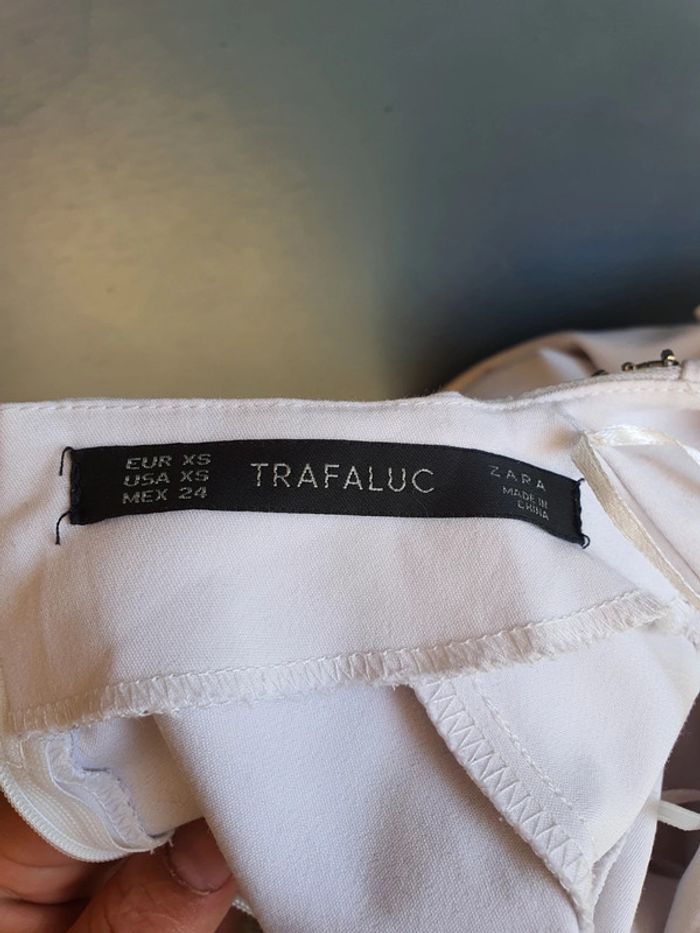 EUR XS
USA XS
MEX 24
TRAFALUC
ZARA
MADE IN
CHINA